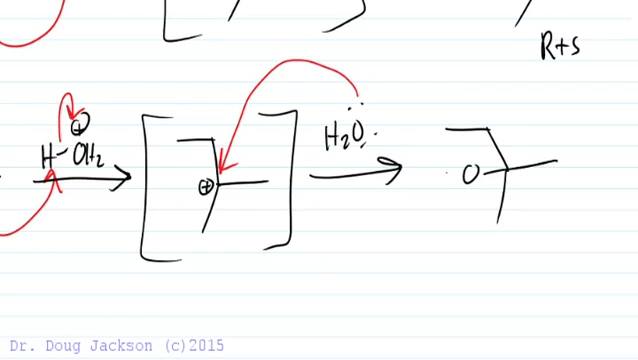 R+S
⊕
H-OH2
⊕
H2O
O
Dr. Doug Jackson (c)2015